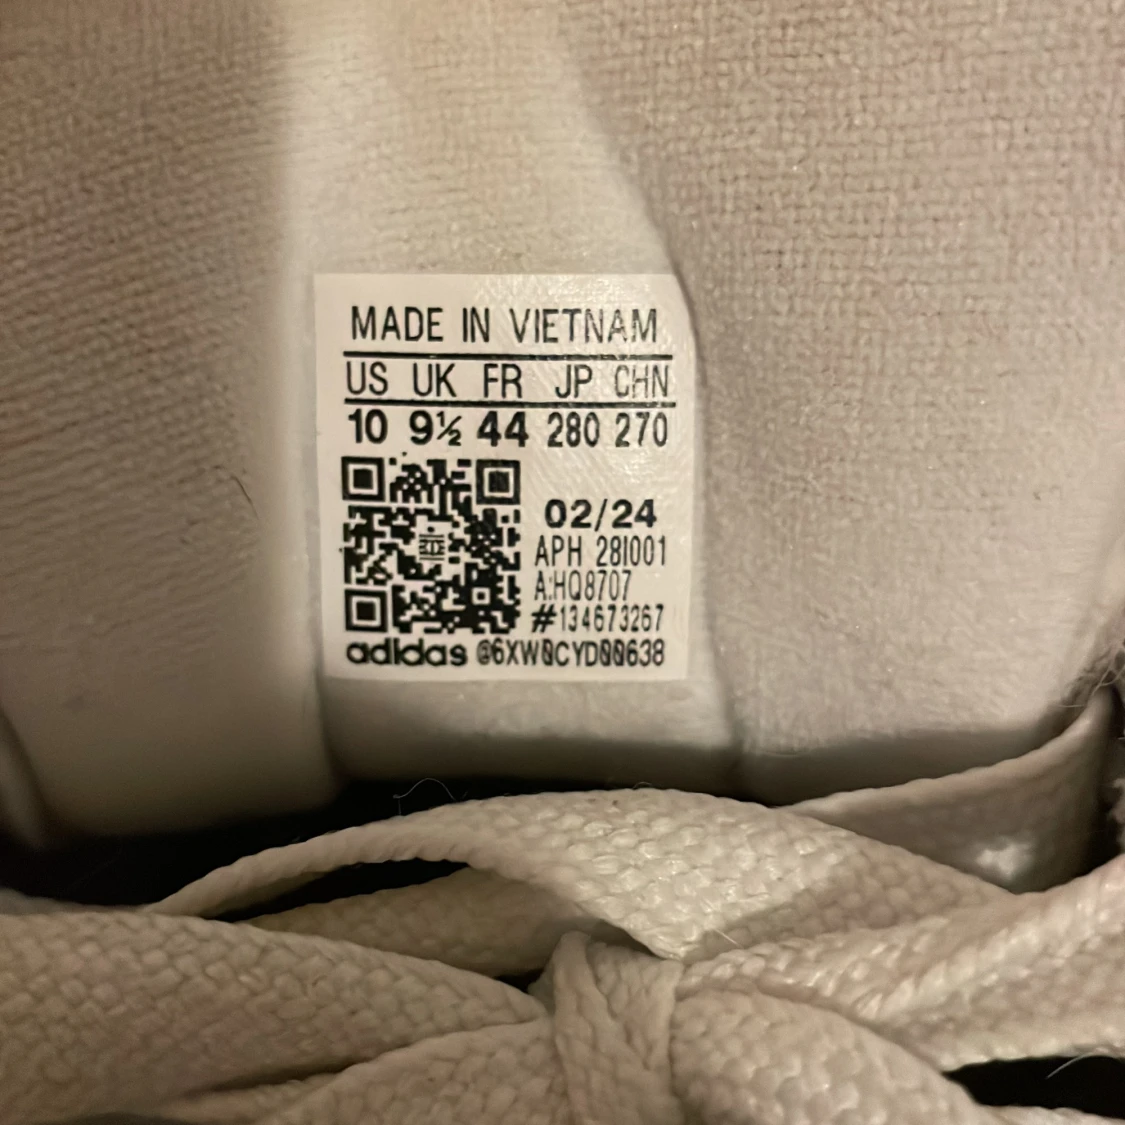 MADE IN VIETNAM
US UK FR JP CHN
10 9½ 44 280 270
02/24
APH 28I001
A:HQ8707
#134673267
adidas @6XW0CYD00638